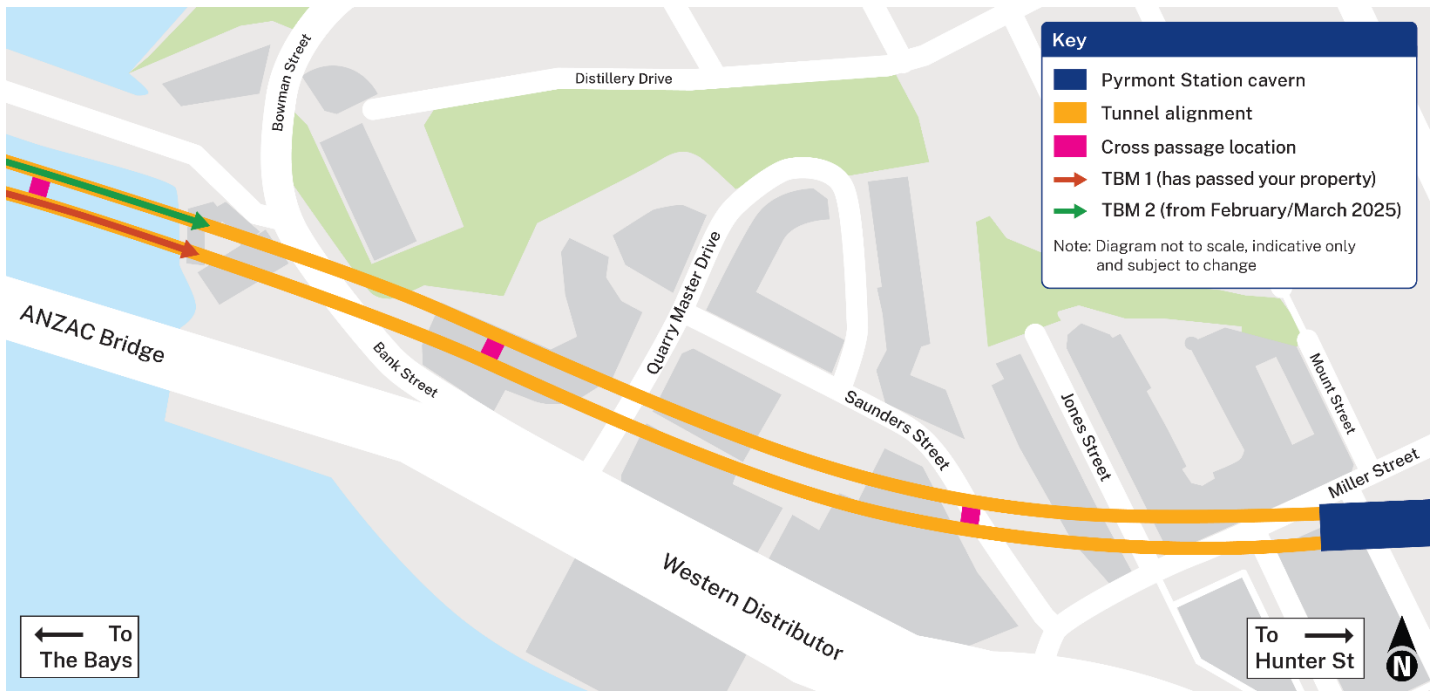 Bowman Street
Distillery Drive
Key
Pyrmont Station cavern
Tunnel alignment
Cross passage location
TBM 1 (has passed your property)
TBM 2 (from February/March 2025)
Note: Diagram not to scale, indicative only
and subject to change
ANZAC Bridge
Bank Street
Quarry Master Drive
Saunders Street
Jones Street
Mount Street
Miller Street
Western Distributor
To
The Bays
To
Hunter St
N